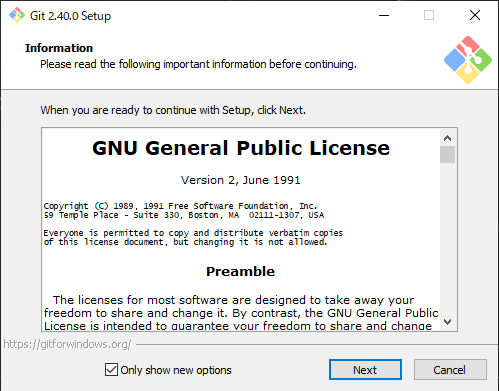 Git 2.40.0 Setup
Information
Please read the following important information before continuing.
When you are ready to continue with Setup, click Next.
GNU General Public License
Version 2, June 1991
Copyright (C) 1989, 1991 Free Software Foundation, Inc.
59 Temple Place - Suite 330, Boston, MA  02111-1307, USA
Everyone is permitted to copy and distribute verbatim copies
of this license document, but changing it is not allowed.
Preamble
The licenses for most software are designed to take away your
freedom to share and change it. By contrast, the GNU General Public
License is intended to guarantee your freedom to share and change
https://gitforwindows.org/
Only show new options
Next
Cancel